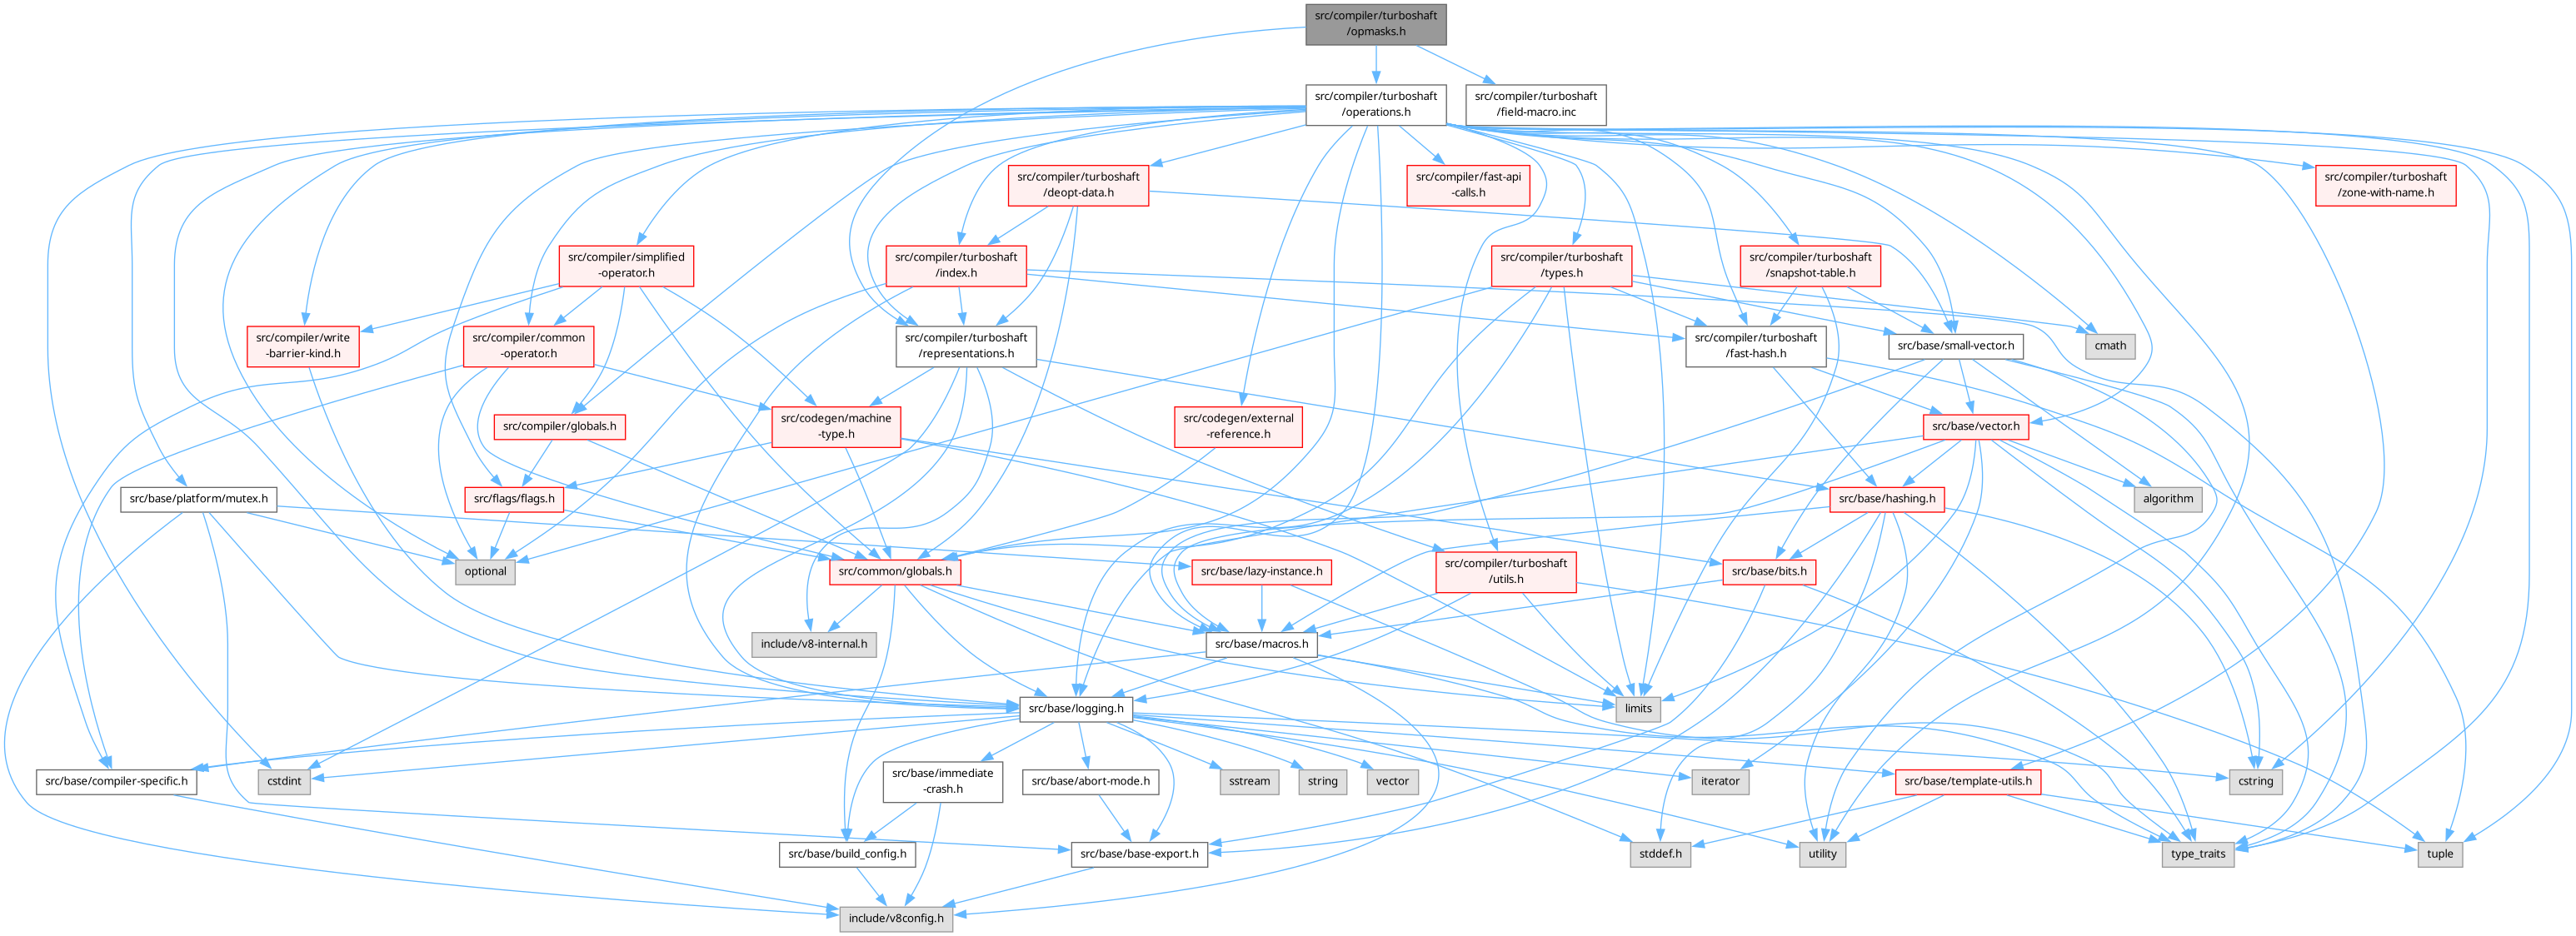 src/compiler/turboshaft
/opmasks.h
src/compiler/turboshaft
/operations.h
src/compiler/turboshaft
/field-macro.inc
src/compiler/turboshaft
/deopt-data.h
src/compiler/fast-api
-calls.h
src/compiler/turboshaft
/zone-with-name.h
src/compiler/simplified
-operator.h
src/compiler/turboshaft
/index.h
src/compiler/turboshaft
/types.h
src/compiler/turboshaft
/snapshot-table.h
src/compiler/write
-barrier-kind.h
src/compiler/common
-operator.h
src/compiler/turboshaft
/representations.h
src/compiler/turboshaft
/fast-hash.h
src/base/small-vector.h
cmath
src/compiler/globals.h
src/codegen/machine
-type.h
src/codegen/external
-reference.h
src/base/vector.h
src/base/platform/mutex.h
src/flags/flags.h
src/base/hashing.h
algorithm
optional
src/common/globals.h
src/base/lazy-instance.h
src/compiler/turboshaft
/utils.h
src/base/bits.h
include/v8-internal.h
src/base/macros.h
src/base/logging.h
limits
src/base/compiler-specific.h
cstdint
src/base/immediate
-crash.h
src/base/abort-mode.h
sstream
string
vector
iterator
src/base/template-utils.h
cstring
src/base/build_config.h
src/base/base-export.h
stddef.h
utility
type_traits
tuple
include/v8config.h